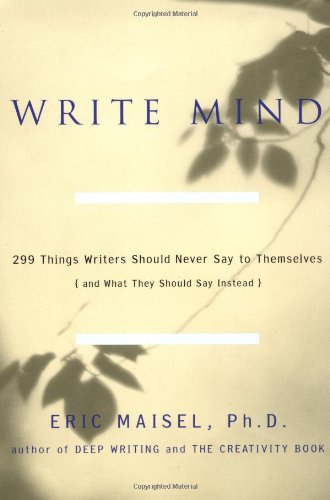 WRITE MIND
299 Things Writers Should Never Say to Themselves
{ and What They Should Say Instead }
ERIC MAISEL, Ph.D.
author of DEEP WRITING and THE CREATIVITY BOOK